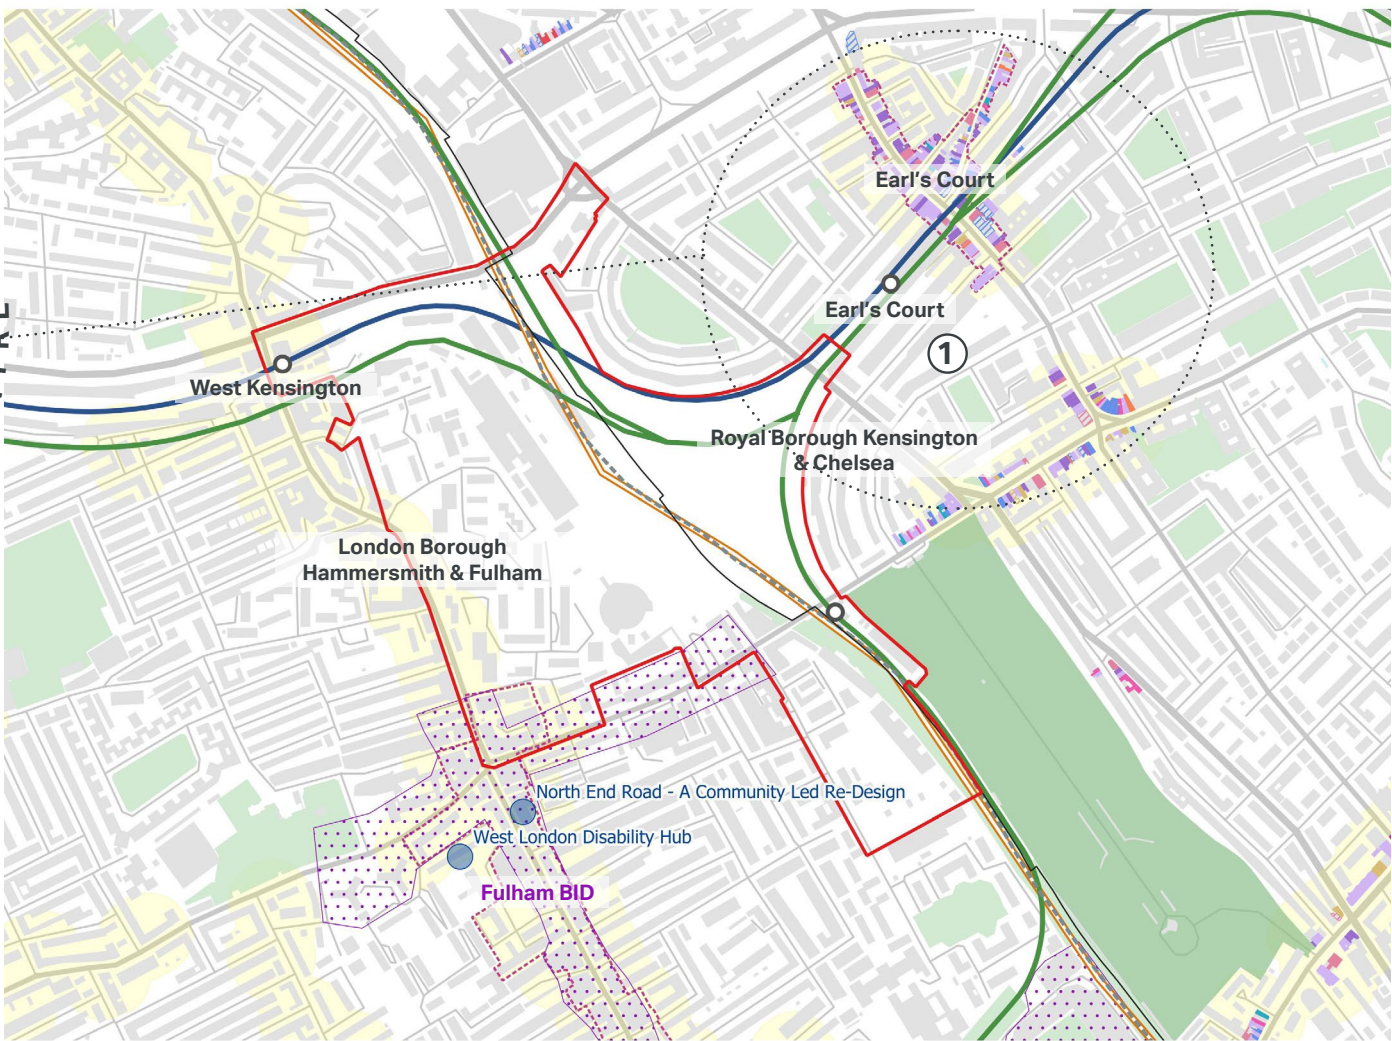 Earl's Court
Earl's Court
1
West Kensington
Royal Borough Kensington
& Chelsea
London Borough
Hammersmith & Fulham
North End Road - A Community Led Re-Design
West London Disability Hub
Fulham BID